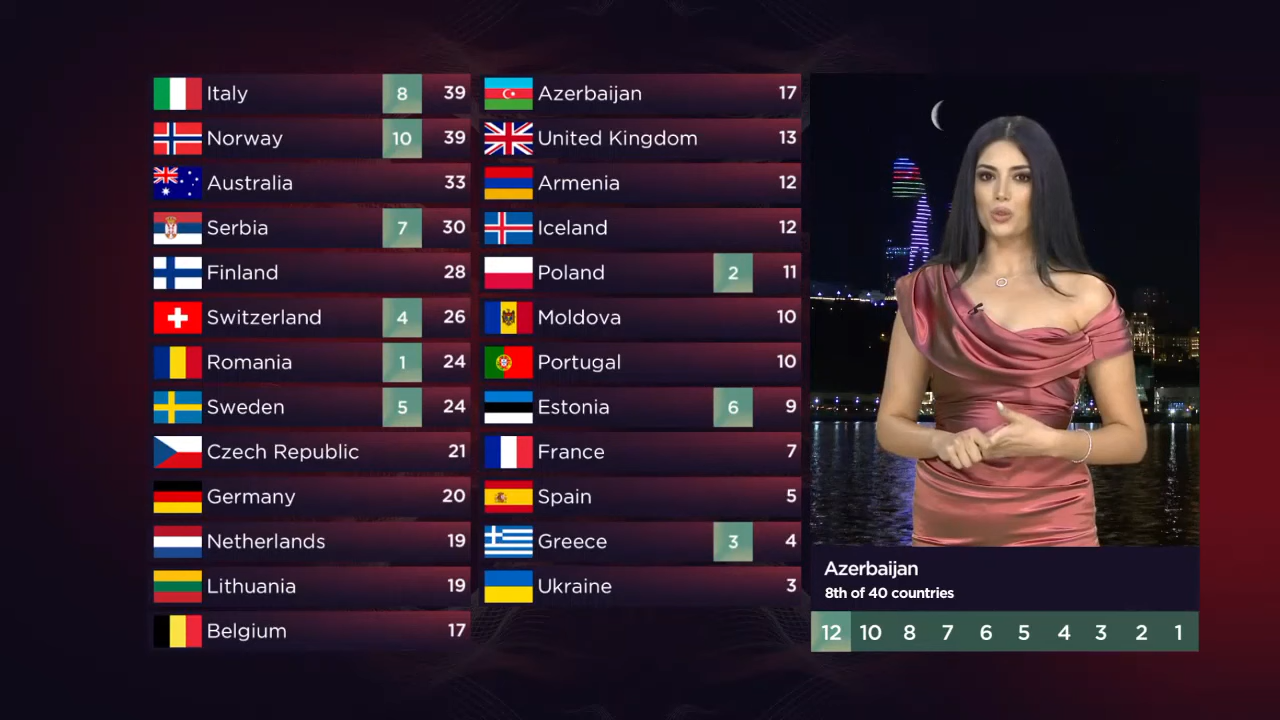 Italy 8 39
Norway 10 39
Australia 33
Serbia 7 30
Finland 28
Switzerland 4 26
Romania 1 24
Sweden 5 24
Czech Republic 21
Germany 20
Netherlands 19
Lithuania 19
Belgium 17
Azerbaijan 17
United Kingdom 13
Armenia 12
Iceland 12
Poland 2 11
Moldova 10
Portugal 10
Estonia 6 9
France 7
Spain 5
Greece 3 4
Ukraine 3
Azerbaijan
8th of 40 countries
12 10 8 7 6 5 4 3 2 1